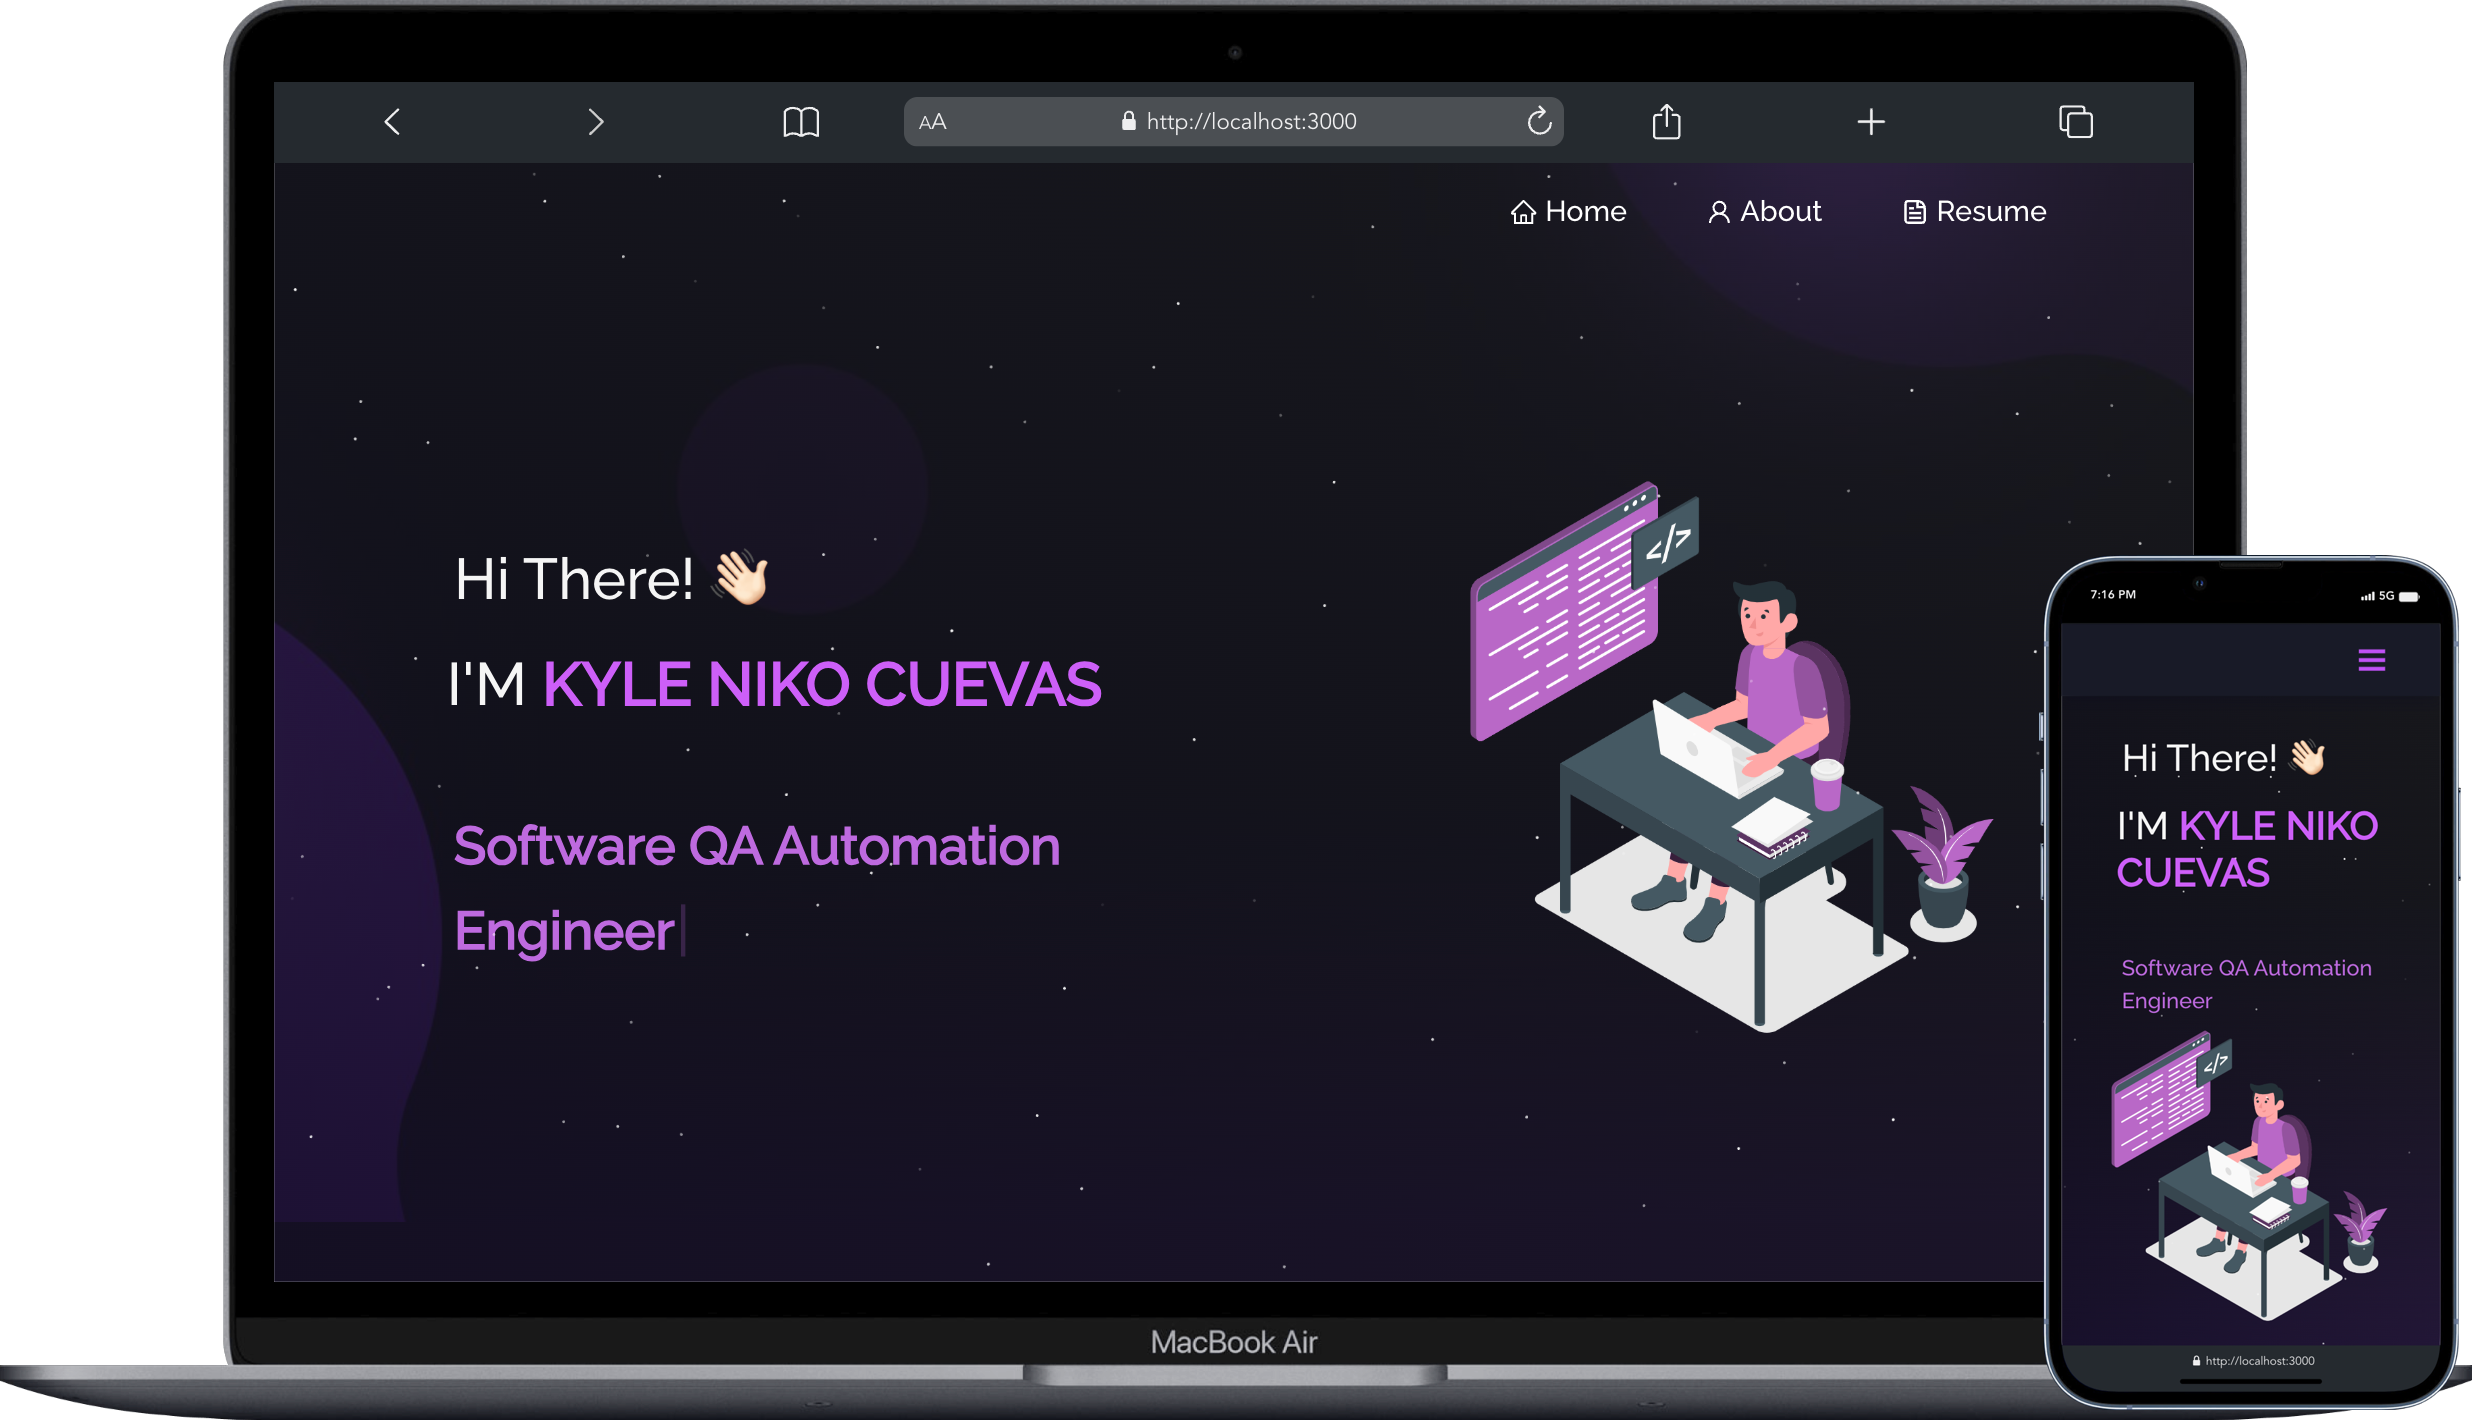 AA http://localhost:3000
Home About Resume
Hi There! 👋🏻
I'M KYLE NIKO CUEVAS
Software QA Automation
Engineer
</>
MacBook Air
7:16 PM 5G
Hi There! 👋🏻
I'M KYLE NIKO
CUEVAS
Software QA Automation
Engineer
</>
http://localhost:3000